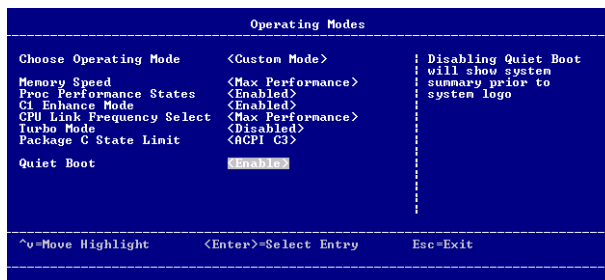 Operating Modes
Choose Operating Mode <Custom Mode>
Memory Speed <Max Performance>
Proc Performance States <Enabled>
C1 Enhance Mode <Enabled>
CPU Link Frequency Select <Max Performance>
Turbo Mode <Disabled>
Package C State Limit <ACPI C3>
Quiet Boot <Enable>
Disabling Quiet Boot
will show system
summary prior to
system logo
^v=Move Highlight <Enter>=Select Entry Esc=Exit